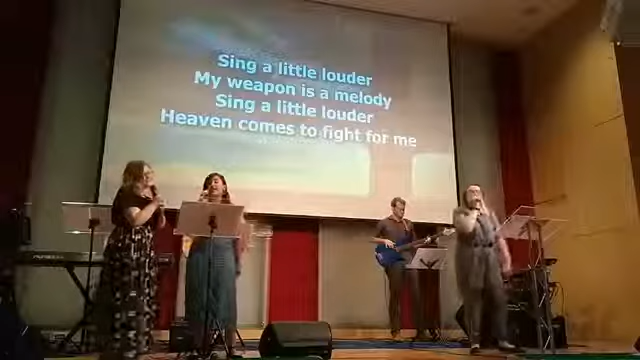 Sing a little louder
My weapon is a melody
Sing a little louder
Heaven comes to fight for me